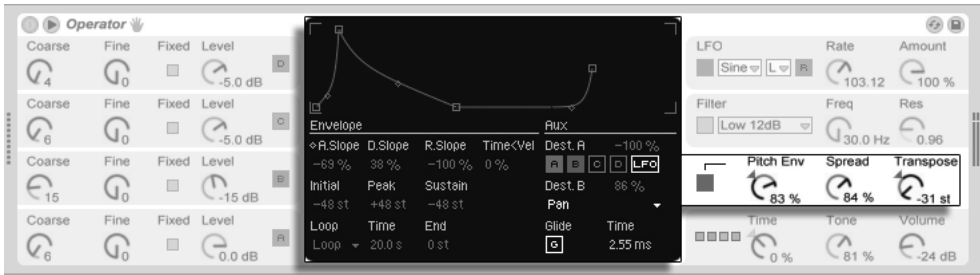 Operator
Coarse Fine Fixed Level
4 0 -5.0 dB D
Coarse Fine Fixed Level
6 0 -5.0 dB C
Coarse Fine Fixed Level
15 0 -15 dB B
Coarse Fine Fixed Level
6 0 0.0 dB A
Envelope Aux
A.Slope D.Slope R.Slope Time<Vel Dest. A -100 %
-69 % 38 % -100 % 0 % A B C D LFO
Initial Peak Sustain Dest. B 86 %
-48 st +48 st -48 st Pan
Loop Time End Glide Time
Loop 20.0 s 0 st G 2.55 ms
LFO Rate Amount
Sine L R 103.12 100 %
Filter Freq Res
Low 12dB 30.0 Hz 0.96
Pitch Env Spread Transpose
83 % 84 % -31 st
Time Tone Volume
0 % 81 % -24 dB